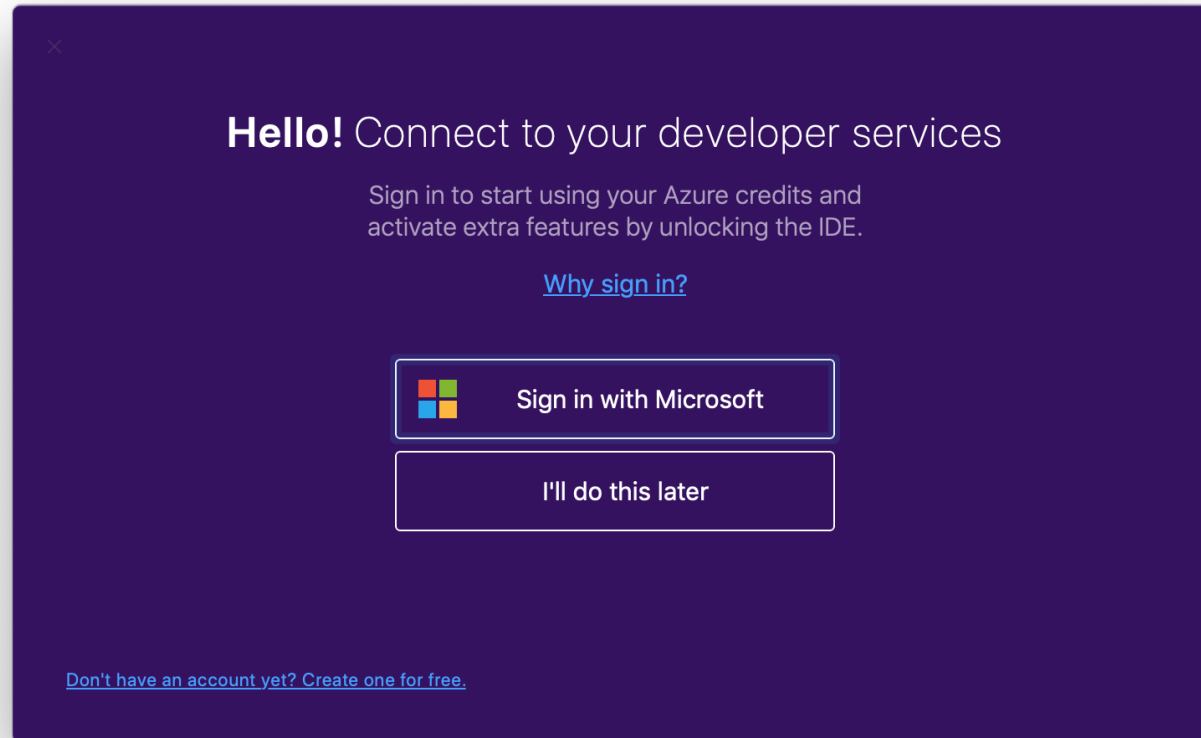 Hello! Connect to your developer services
Sign in to start using your Azure credits and
activate extra features by unlocking the IDE.
Why sign in?
Sign in with Microsoft
I'll do this later
Don't have an account yet? Create one for free.